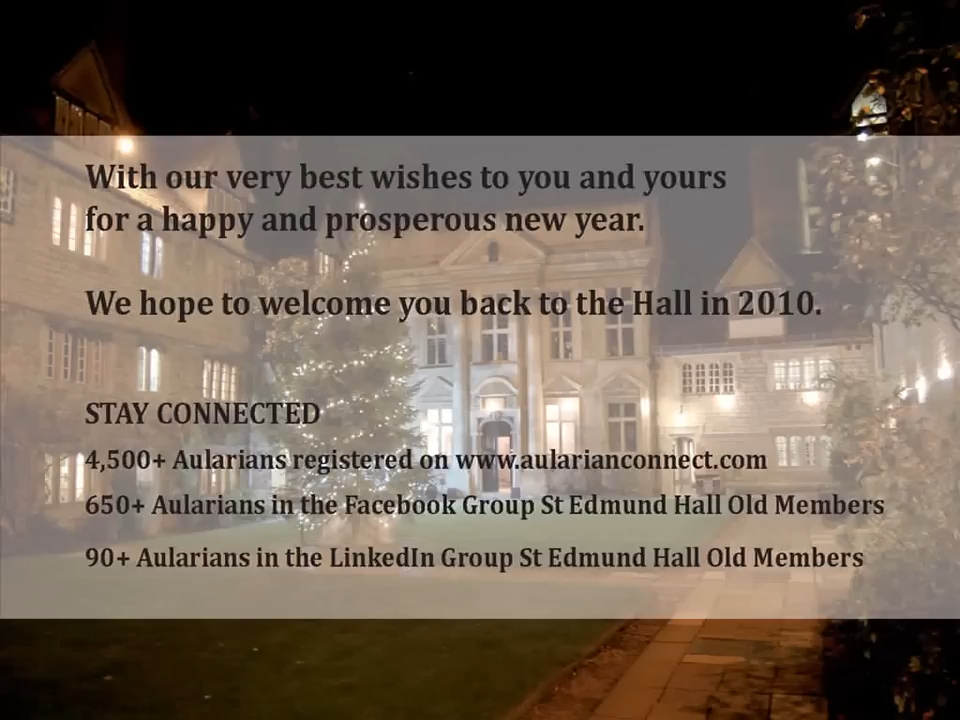 With our very best wishes to you and yours
for a happy and prosperous new year.
We hope to welcome you back to the Hall in 2010.
STAY CONNECTED
4,500+ Aularians registered on www.aularianconnect.com
650+ Aularians in the Facebook Group St Edmund Hall Old Members
90+ Aularians in the LinkedIn Group St Edmund Hall Old Members